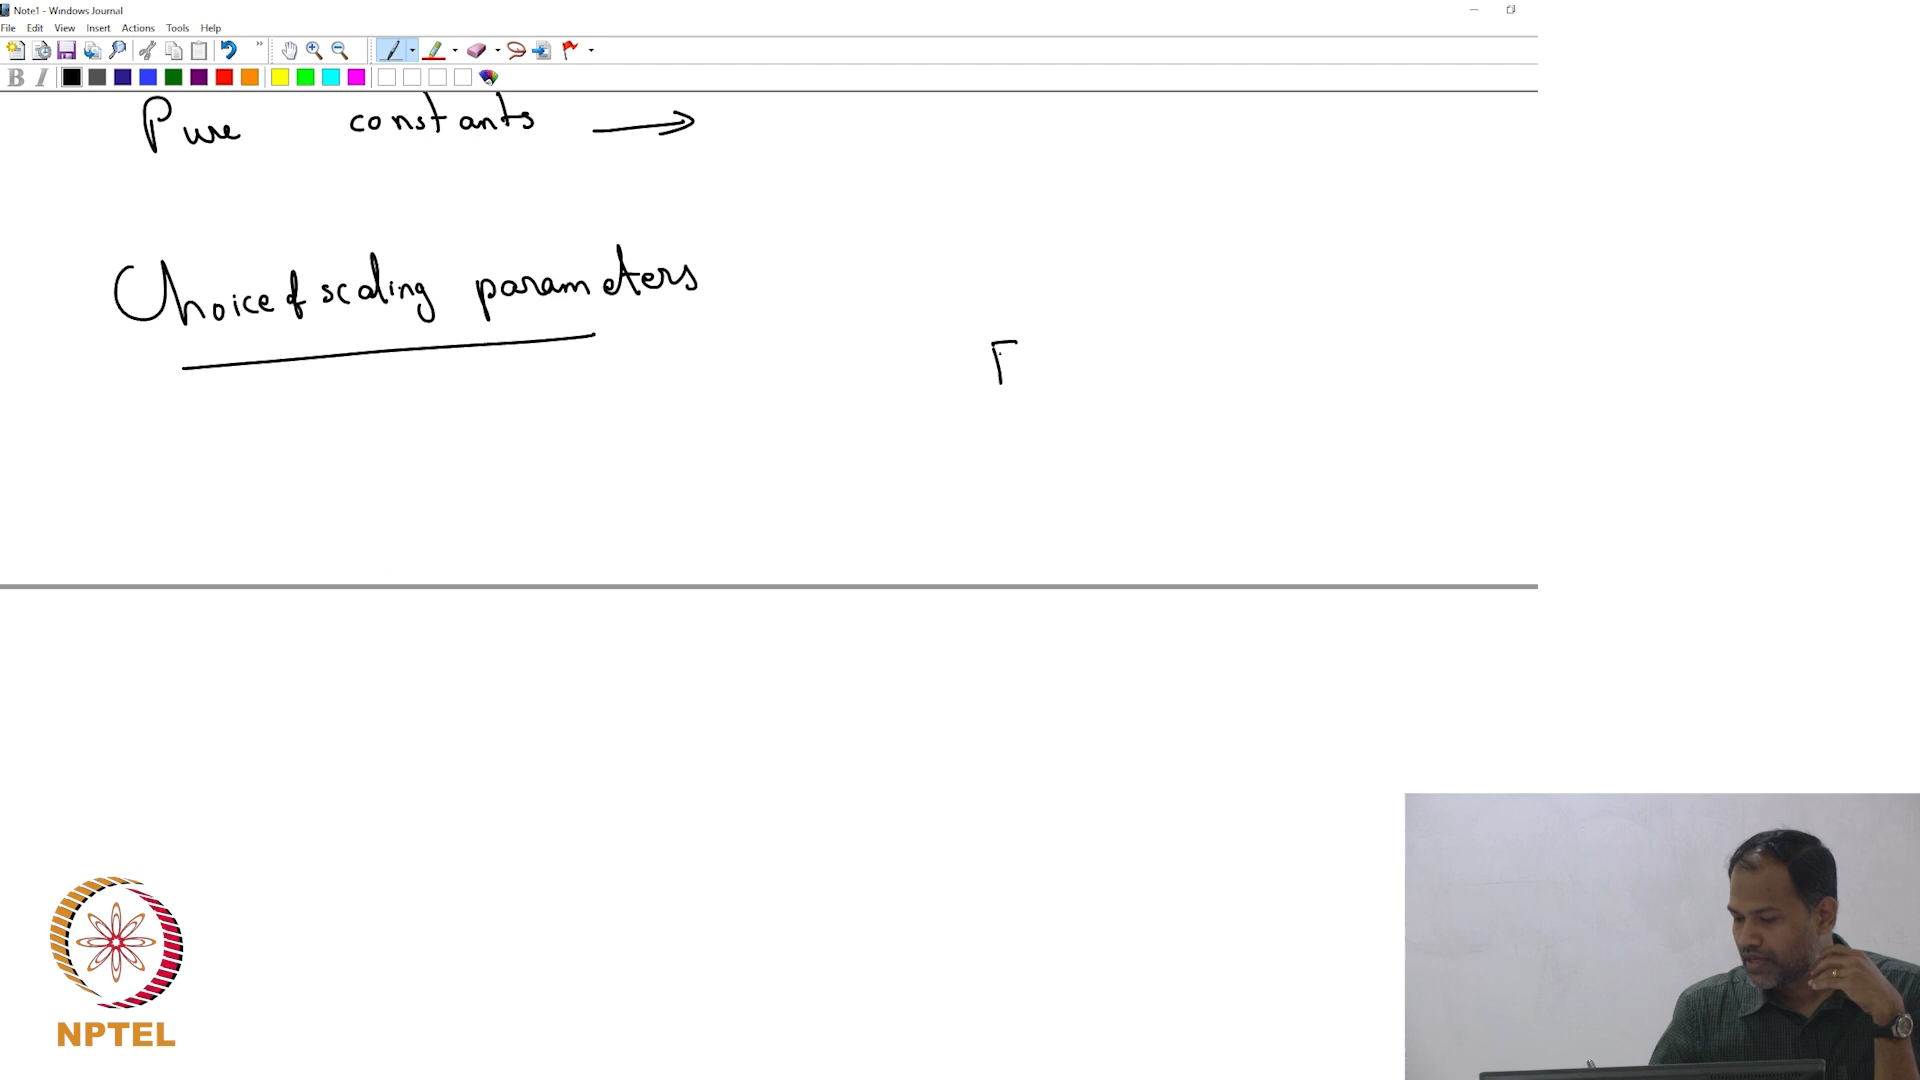 Note1 - Windows Journal
File Edit View Insert Actions Tools Help
B I
Pure constants →
Choice of scaling parameters
NPTEL